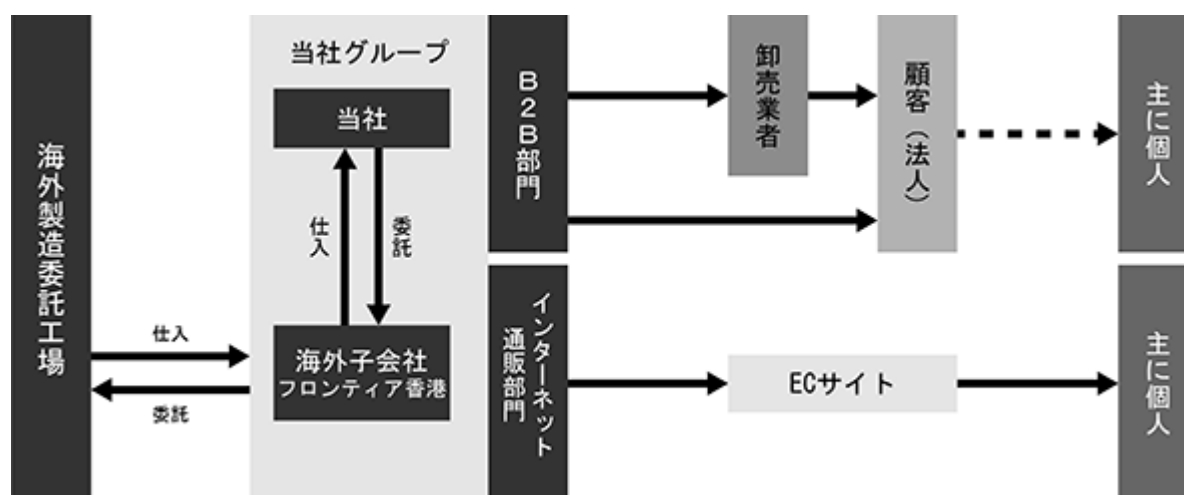 海外製造委託工場
仕入
委託
当社グループ
当社
仕入
委託
海外子会社
フロンティア香港
B2B部門
卸売業者
顧客（法人）
主に個人
インターネット
通販部門
ECサイト
主に個人